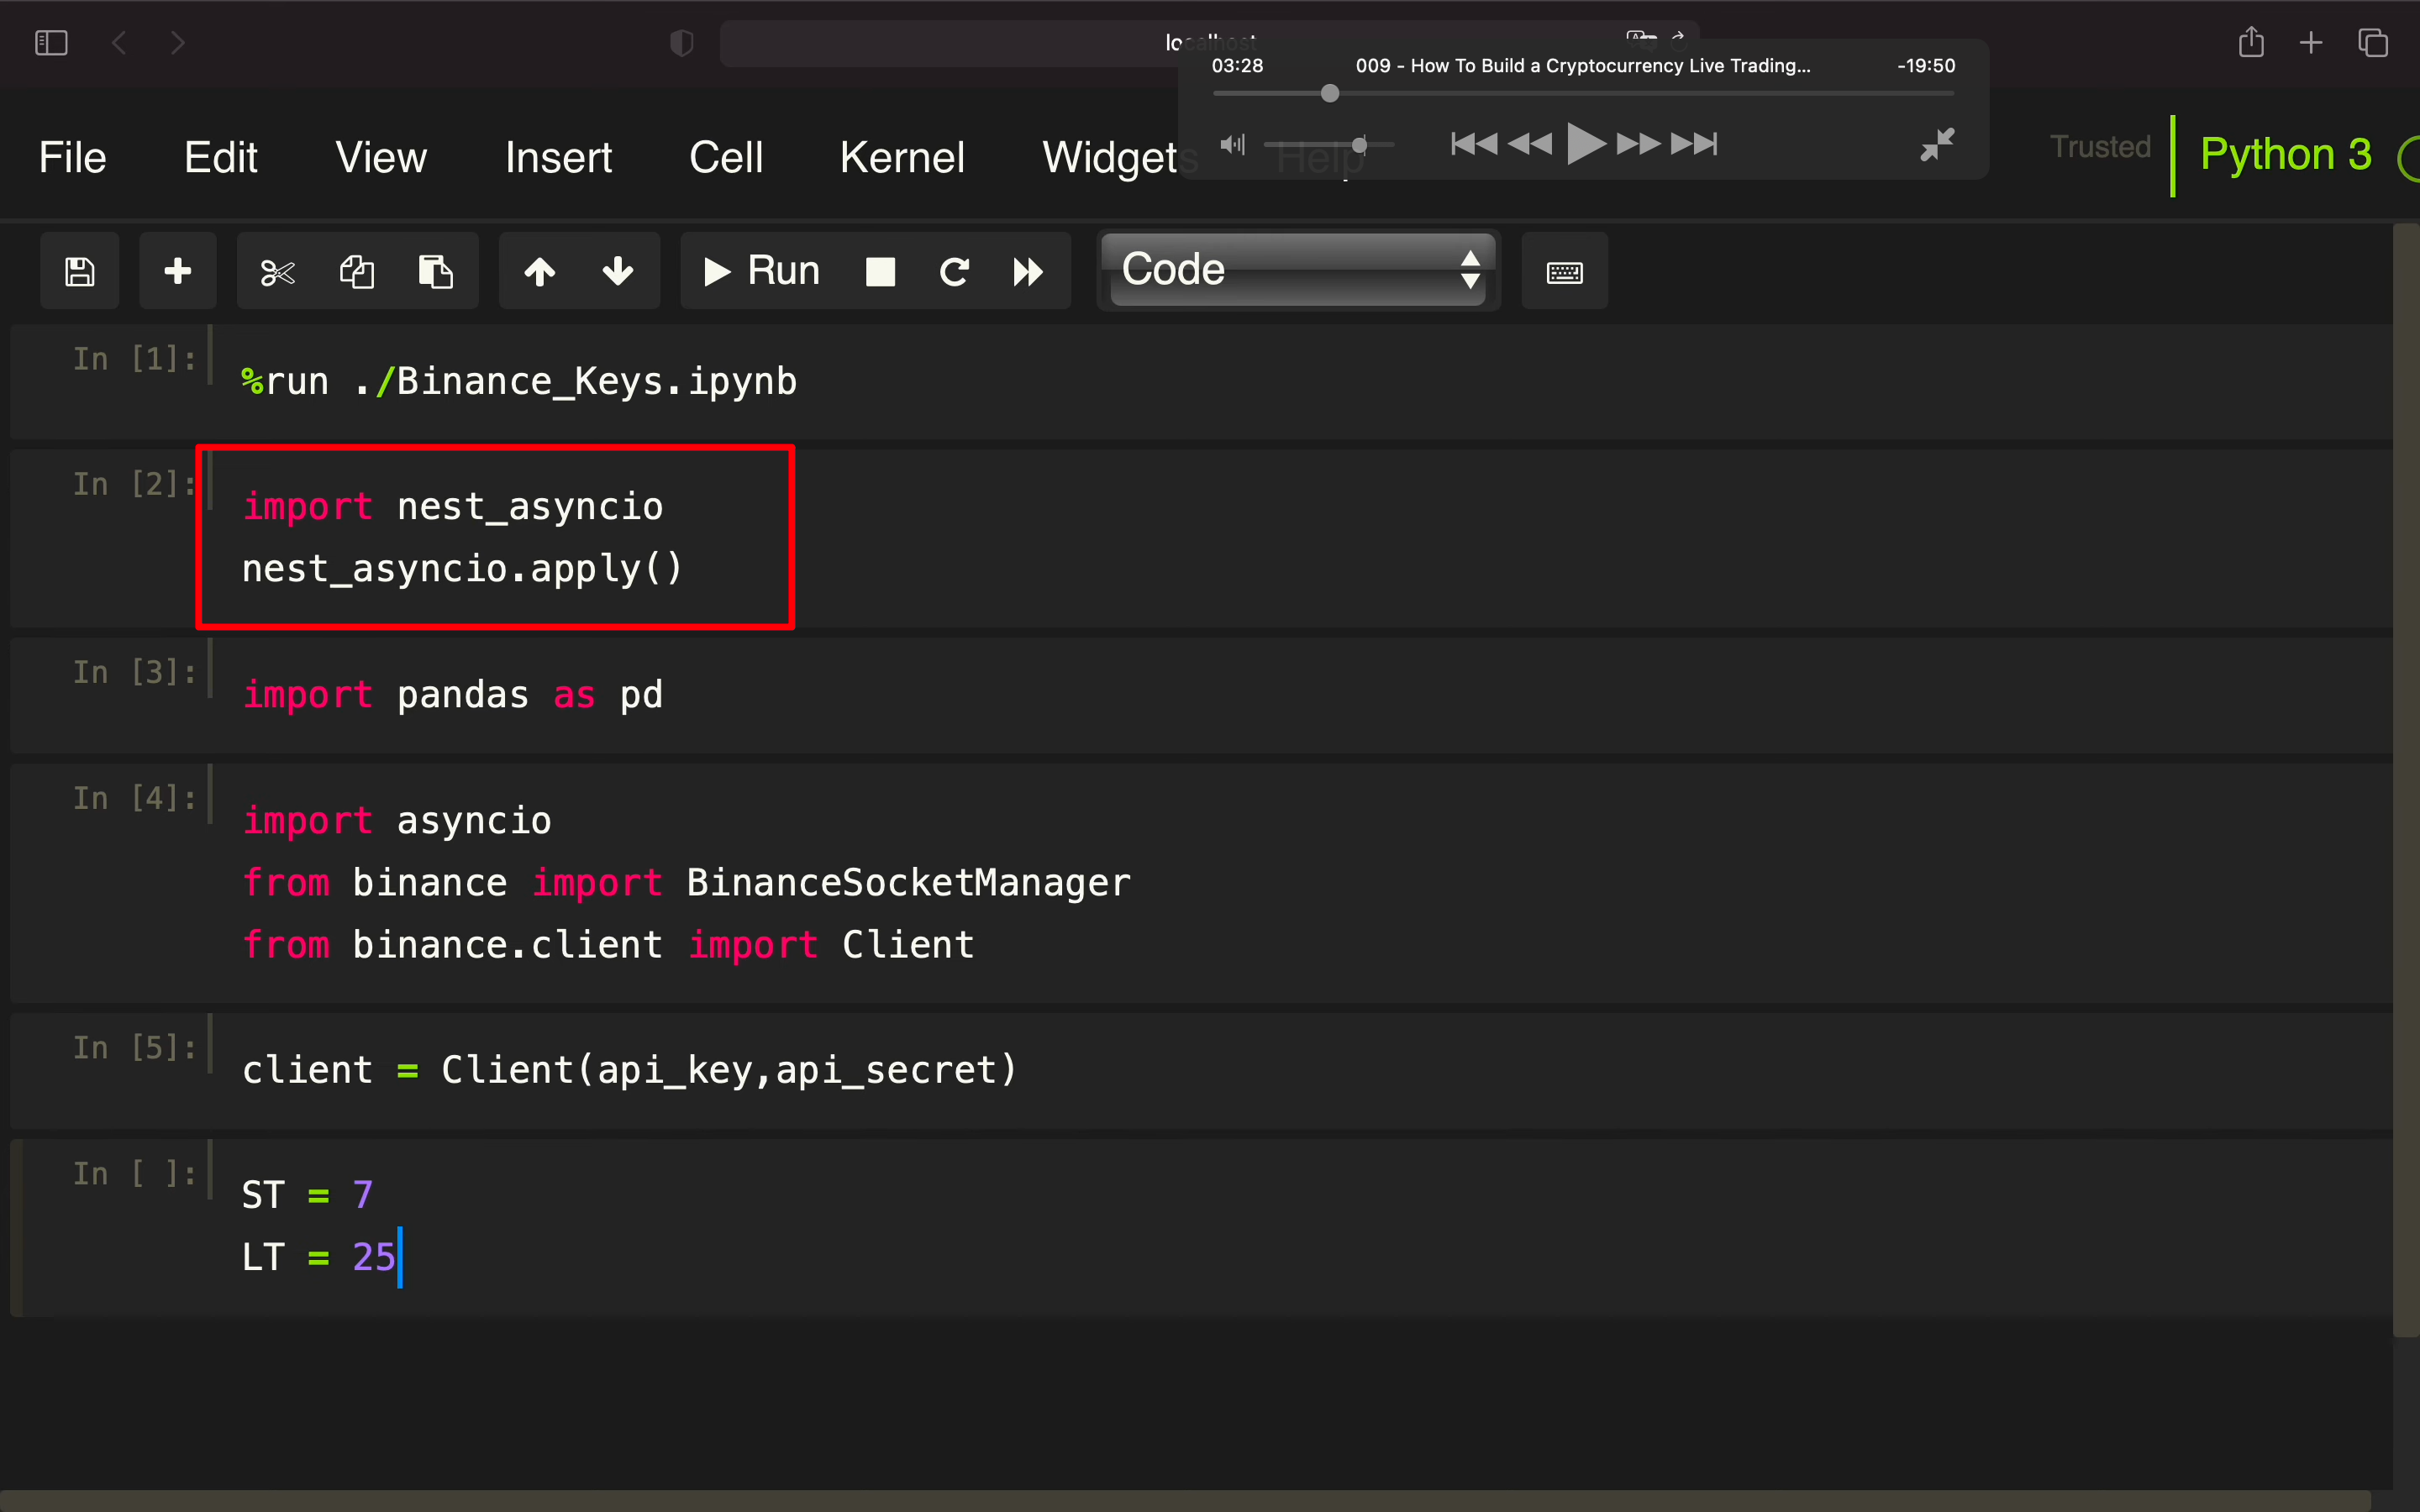 localhost
03:28 009 - How To Build a Cryptocurrency Live Trading... -19:50
File Edit View Insert Cell Kernel Widgets Help Trusted Python 3
Run Code
In [1]: %run ./Binance_Keys.ipynb
In [2]: import nest_asyncio
nest_asyncio.apply()
In [3]: import pandas as pd
In [4]: import asyncio
from binance import BinanceSocketManager
from binance.client import Client
In [5]: client = Client(api_key,api_secret)
In [ ]: ST = 7
LT = 25